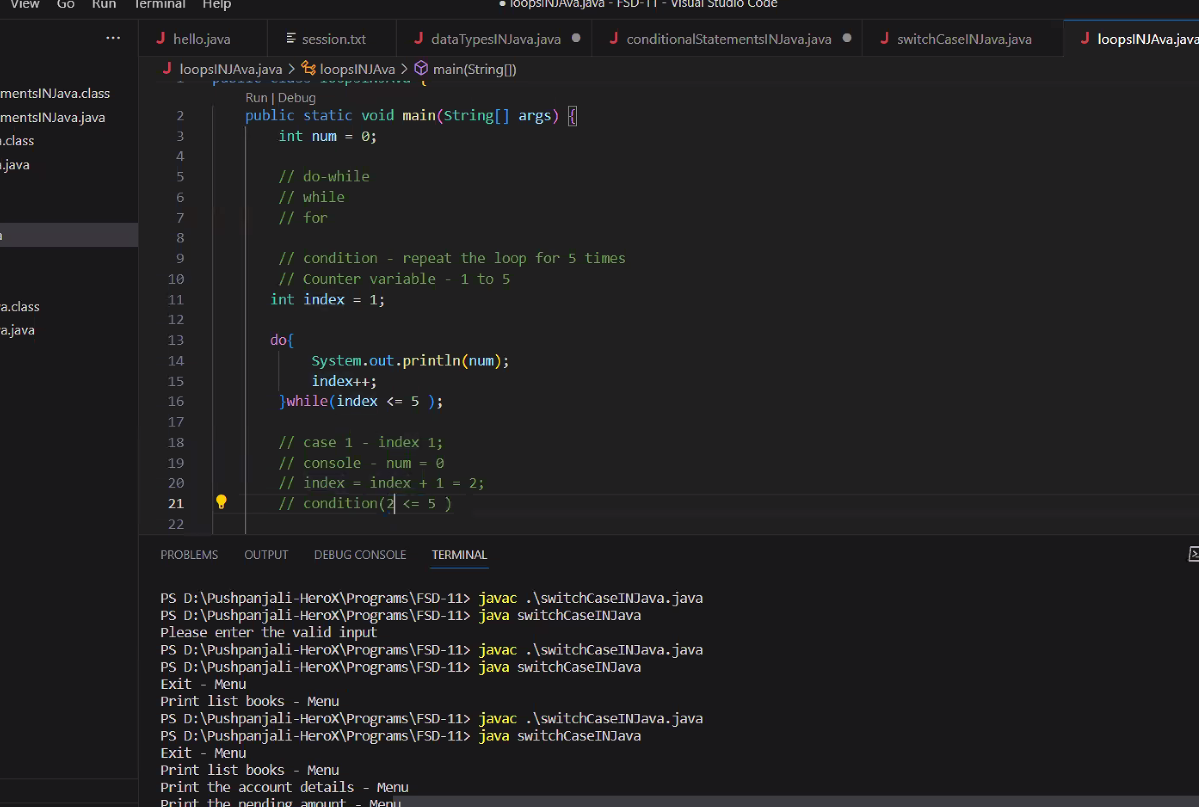 View Go Run Terminal Help
● loopsINJAva.java - FSD-11 - Visual Studio Code
... J hello.java session.txt J dataTypesINJava.java ● J conditionalStatementsINJava.java ● J switchCaseINJava.java J loopsINJAva.java
J loopsINJAva.java > loopsINJAva > main(String[])
mentsINJava.class
mentsINJava.java
.class
.java
a.class
a.java
1 public class loopsINJAva {
Run | Debug
2 public static void main(String[] args) {
3 int num = 0;
4
5 // do-while
6 // while
7 // for
8
9 // condition - repeat the loop for 5 times
10 // Counter variable - 1 to 5
11 int index = 1;
12
13 do{
14 System.out.println(num);
15 index++;
16 }while(index <= 5 );
17
18 // case 1 - index 1;
19 // console - num = 0
20 // index = index + 1 = 2;
21 // condition(2 <= 5 )
22
PROBLEMS OUTPUT DEBUG CONSOLE TERMINAL
PS D:\Pushpanjali-HeroX\Programs\FSD-11> javac .\switchCaseINJava.java
PS D:\Pushpanjali-HeroX\Programs\FSD-11> java switchCaseINJava
Please enter the valid input
PS D:\Pushpanjali-HeroX\Programs\FSD-11> javac .\switchCaseINJava.java
PS D:\Pushpanjali-HeroX\Programs\FSD-11> java switchCaseINJava
Exit - Menu
Print list books - Menu
PS D:\Pushpanjali-HeroX\Programs\FSD-11> javac .\switchCaseINJava.java
PS D:\Pushpanjali-HeroX\Programs\FSD-11> java switchCaseINJava
Exit - Menu
Print list books - Menu
Print the account details - Menu
Print the pending amount - Menu